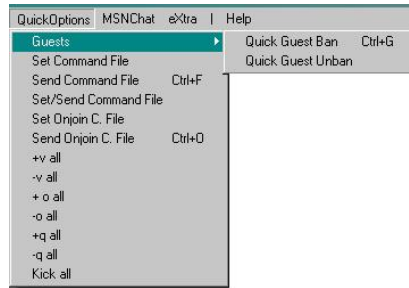 QuickOptions MSNChat eXtra | Help
Guests
Quick Guest Ban Ctrl+G
Quick Guest Unban
Set Command File
Send Command File Ctrl+F
Set/Send Command File
Set Onjoin C. File
Send Onjoin C. File Ctrl+O
+v all
-v all
+ o all
-o all
+q all
-q all
Kick all